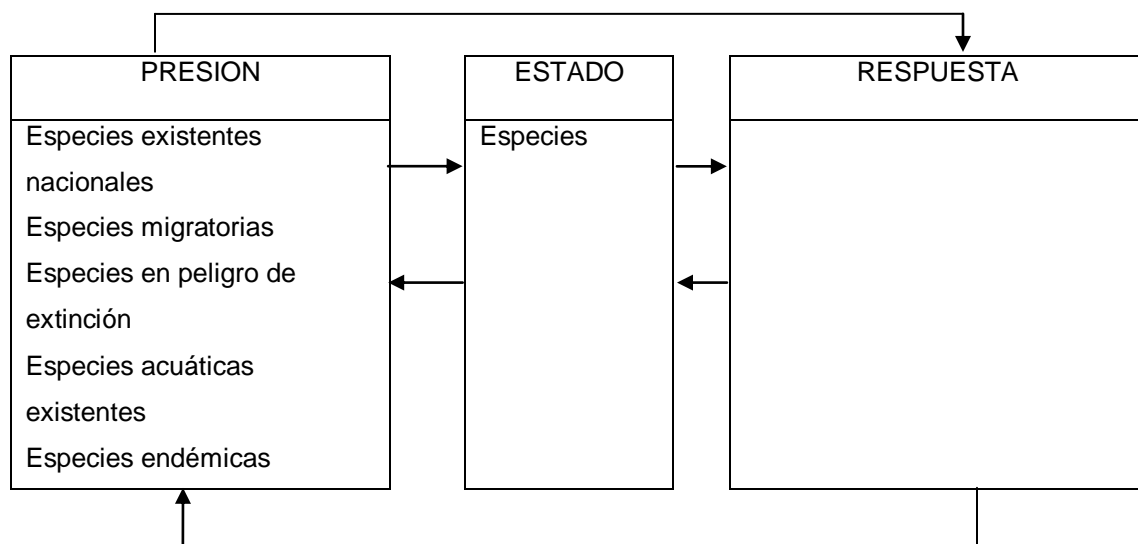 PRESION
ESTADO
RESPUESTA
Especies existentes
nacionales
Especies migratorias
Especies en peligro de
extinción
Especies acuáticas
existentes
Especies endémicas
Especies